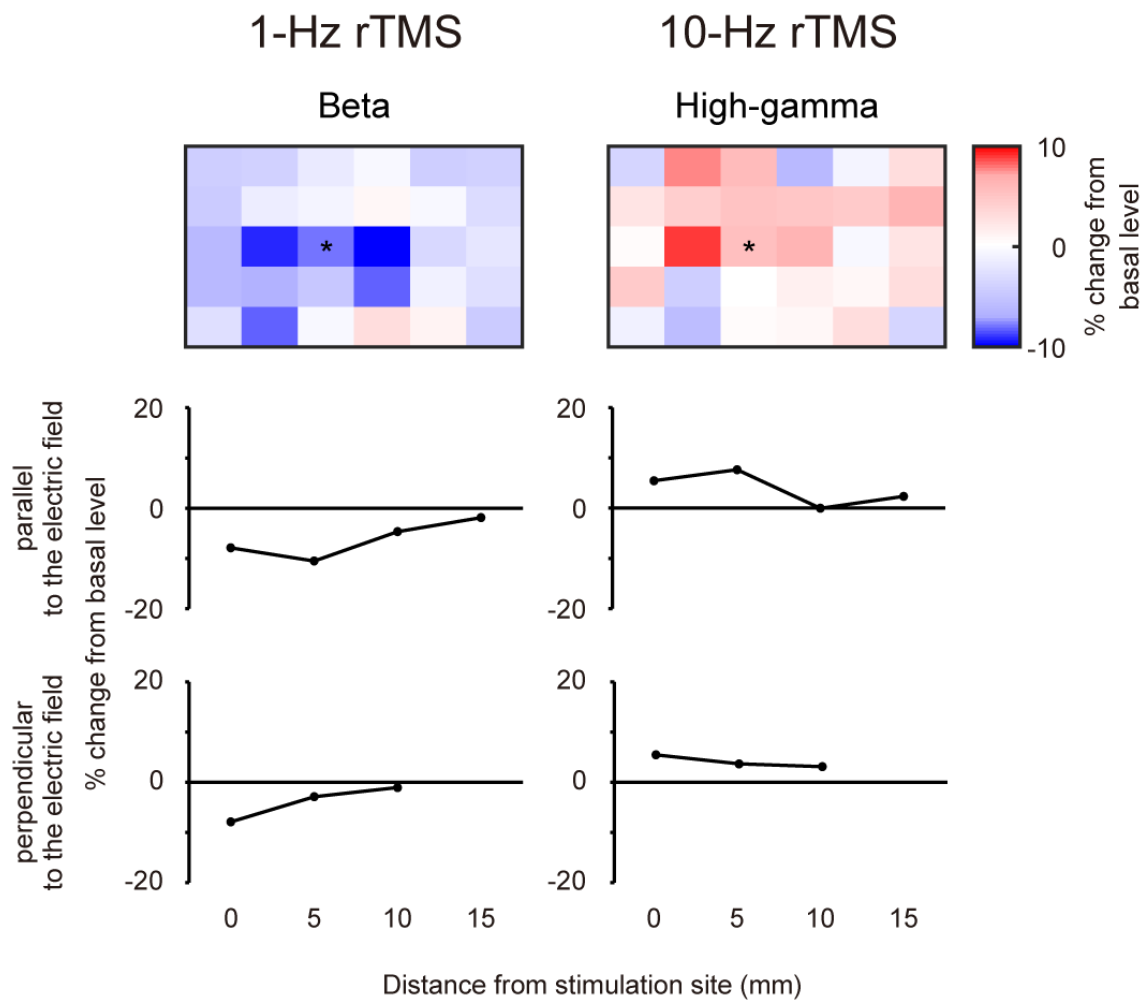 1-Hz rTMS
10-Hz rTMS
Beta
High-gamma
*
*
10
0
-10
% change from
basal level
parallel
to the electric field
perpendicular
to the electric field
% change from basal level
20
0
-20
20
0
-20
20
0
-20
20
0
-20
0 5 10 15
0 5 10 15
Distance from stimulation site (mm)